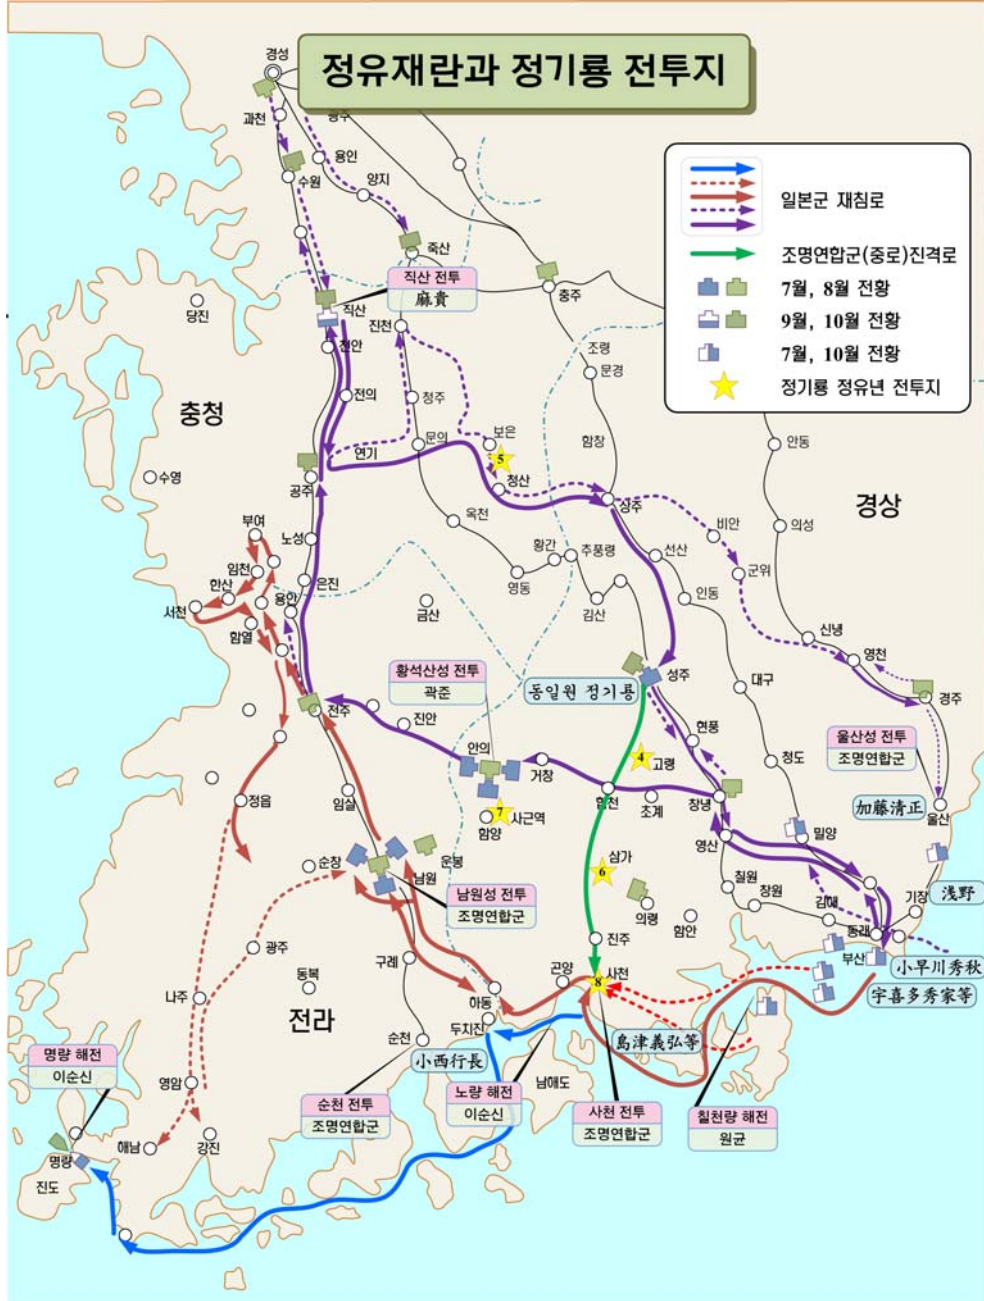 정유재란과 정기룡 전투지
경성
과천
광주
용인
수원
양지
죽산
일본군 재침로
조명연합군(중로)진격로
7월, 8월 전황
9월, 10월 전황
7월, 10월 전황
정기룡 정유년 전투지
직산 전투
麻貴
직산
충주
당진
진천
천안
조령
문경
전의
청주
충청
함창
안동
문의
보은
연기
5
청산
수영
공주
상주
경상
부여
노성
옥천
비안
의성
황간
추풍령
선산
임천
은진
영동
군위
한산
용안
금산
김산
인동
서천
함열
신녕
영천
황석산성 전투
곽준
동일원 정기룡
성주
대구
경주
전주
진안
현풍
울산성 전투
조명연합군
안의
4
고령
청도
거창
임실
합천
초계
창녕
加藤清正
울산
정읍
7
사근역
함양
영산
밀양
순창
운봉
삼가
6
남원
칠원
창원
浅野
남원성 전투
조명연합군
의령
함안
김해
기장
광주
구례
진주
동래
小早川秀秋
부산
동복
곤양
사천
8
宇喜多秀家等
나주
하동
전라
두치진
순천
小西行長
島津義弘等
명량 해전
이순신
영암
남해도
노량 해전
이순신
순천 전투
조명연합군
사천 전투
조명연합군
칠천량 해전
원균
해남
강진
명량
진도